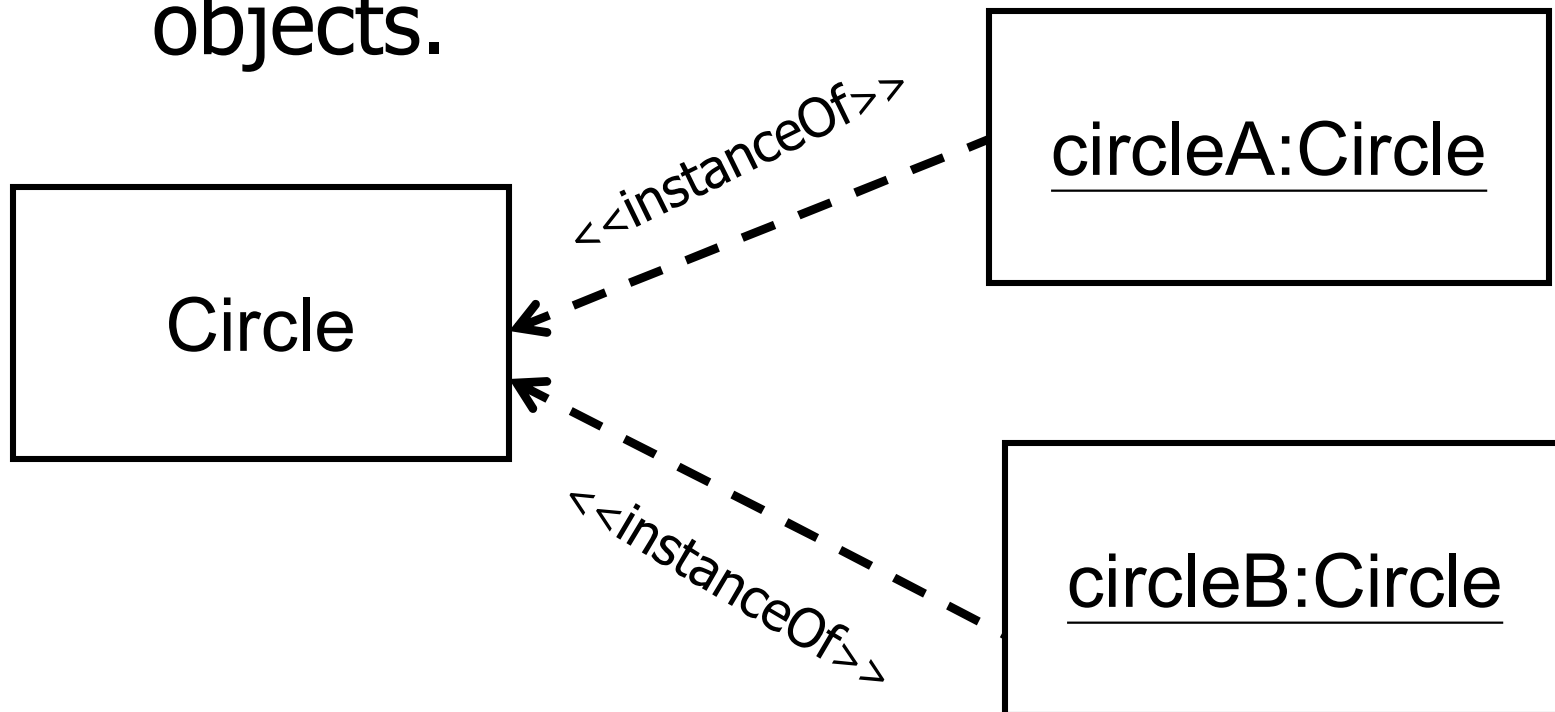 objects.
<<instanceOf>>
circleA:Circle
Circle
<<instanceOf>>
circleB:Circle